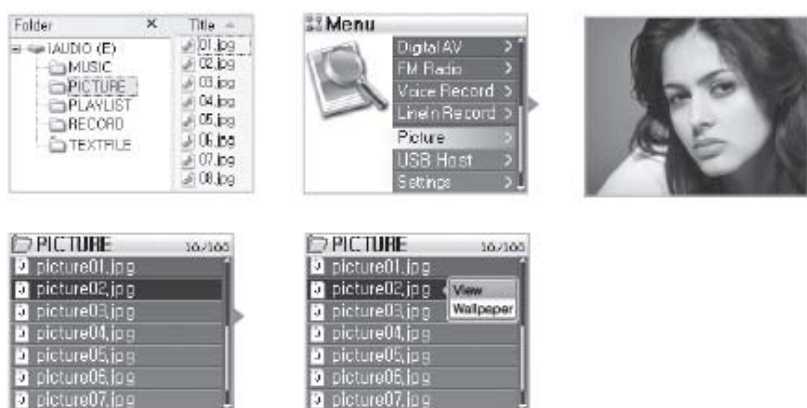 Folder × Title
IAUDIO (E)
MUSIC
PICTURE
PLAYLIST
RECORD
TEXTFILE
01.jpg
02.jpg
03.jpg
04.jpg
05.jpg
06.jpg
07.jpg
08.jpg
Menu
Digital AV >
FM Radio >
Voice Record >
LineIn Record >
Picture >
USB Host >
Settings >
PICTURE 10/100
picture01.jpg
picture02.jpg
picture03.jpg
picture04.jpg
picture05.jpg
picture06.jpg
picture07.jpg
PICTURE 10/100
picture01.jpg
picture02.jpg
View
Wallpaper
picture03.jpg
picture04.jpg
picture05.jpg
picture06.jpg
picture07.jpg